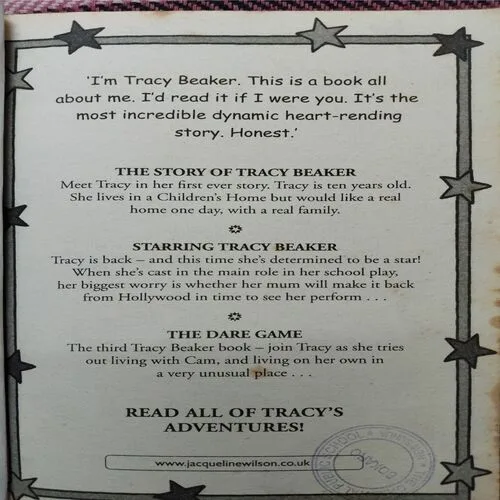 'I'm Tracy Beaker. This is a book all
about me. I'd read it if I were you. It's the
most incredible dynamic heart-rending
story. Honest.'
THE STORY OF TRACY BEAKER
Meet Tracy in her first ever story. Tracy is ten years old.
She lives in a Children's Home but would like a real
home one day, with a real family.
STARRING TRACY BEAKER
Tracy is back – and this time she's determined to be a star!
When she's cast in the main role in her school play,
her biggest worry is whether her mum will make it back
from Hollywood in time to see her perform . . .
THE DARE GAME
The third Tracy Beaker book – join Tracy as she tries
out living with Cam, and living on her own in
a very unusual place . . .
READ ALL OF TRACY'S
ADVENTURES!
www.jacquelinewilson.co.uk
PUBLIC SCHOOL
BOKARO